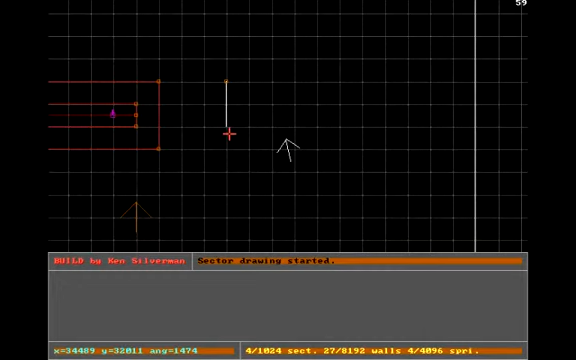 59
BUILD by Ken Silverman
Sector drawing started.
x=34489 y=32011 ang=1474
4/1024 sect. 27/8192 walls 4/4096 spri.